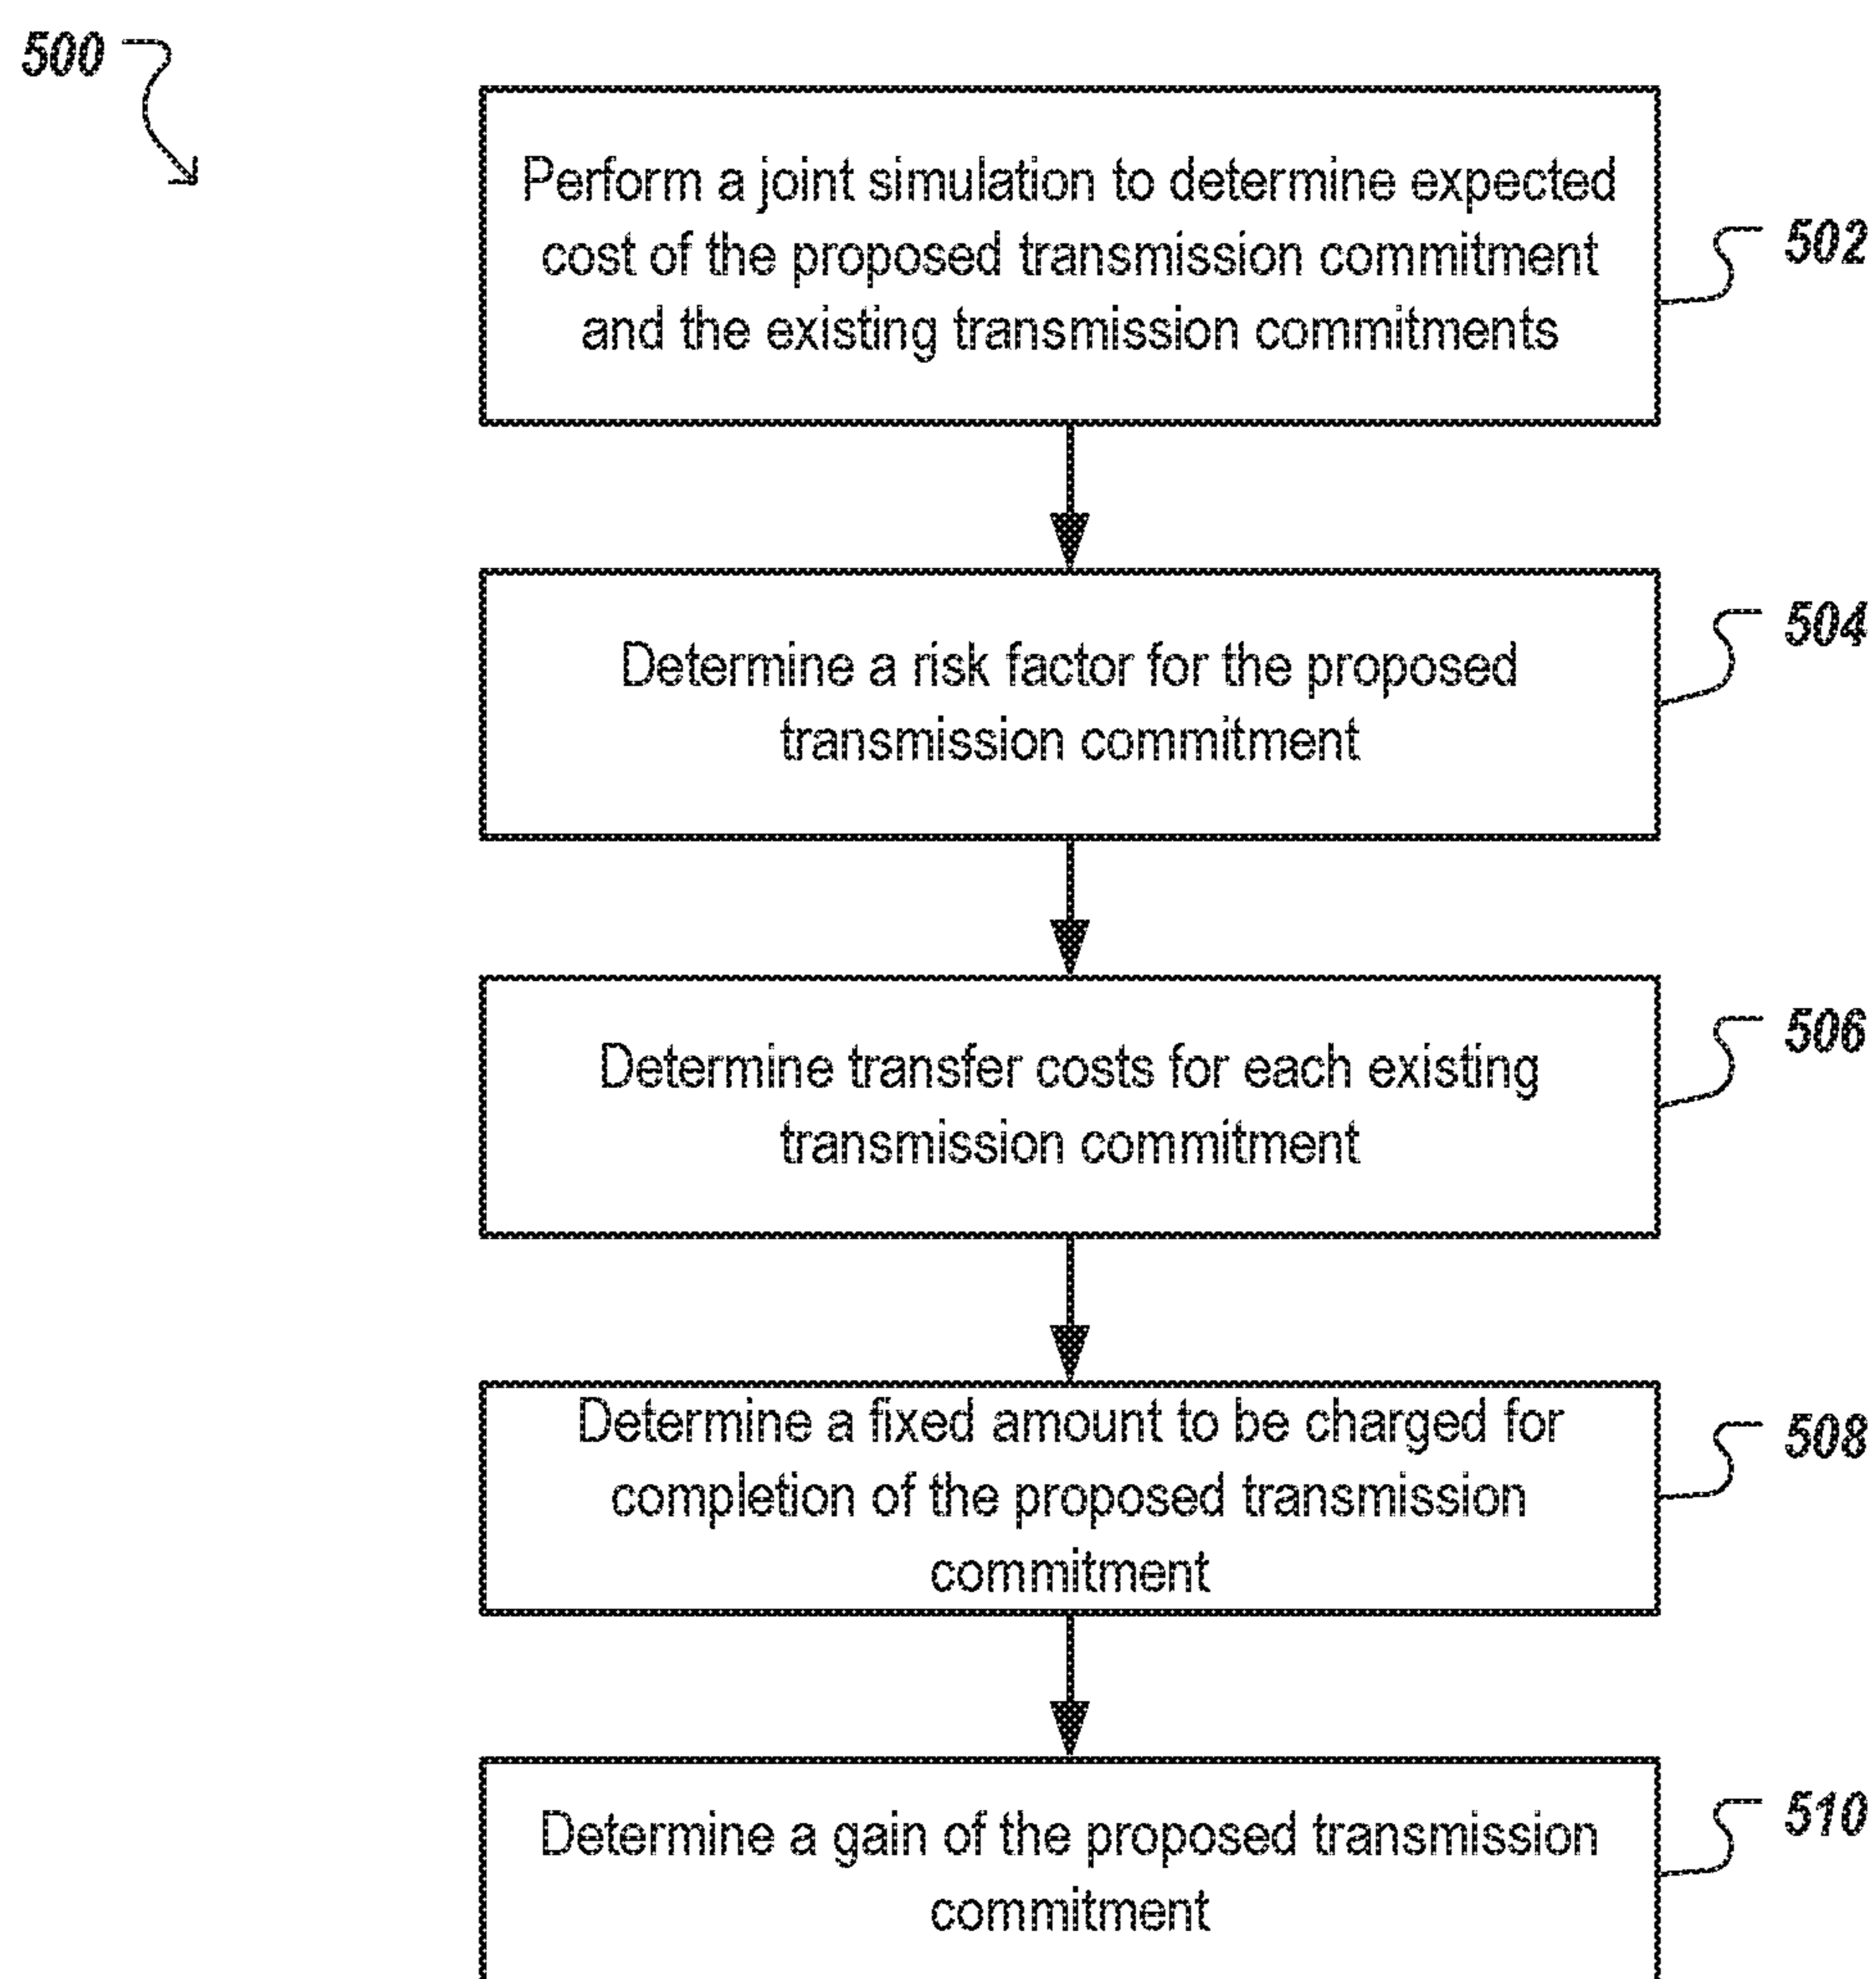 500
Perform a joint simulation to determine expected
cost of the proposed transmission commitment
and the existing transmission commitments
502
Determine a risk factor for the proposed
transmission commitment
504
Determine transfer costs for each existing
transmission commitment
506
Determine a fixed amount to be charged for
completion of the proposed transmission
commitment
508
Determine a gain of the proposed transmission
commitment
510